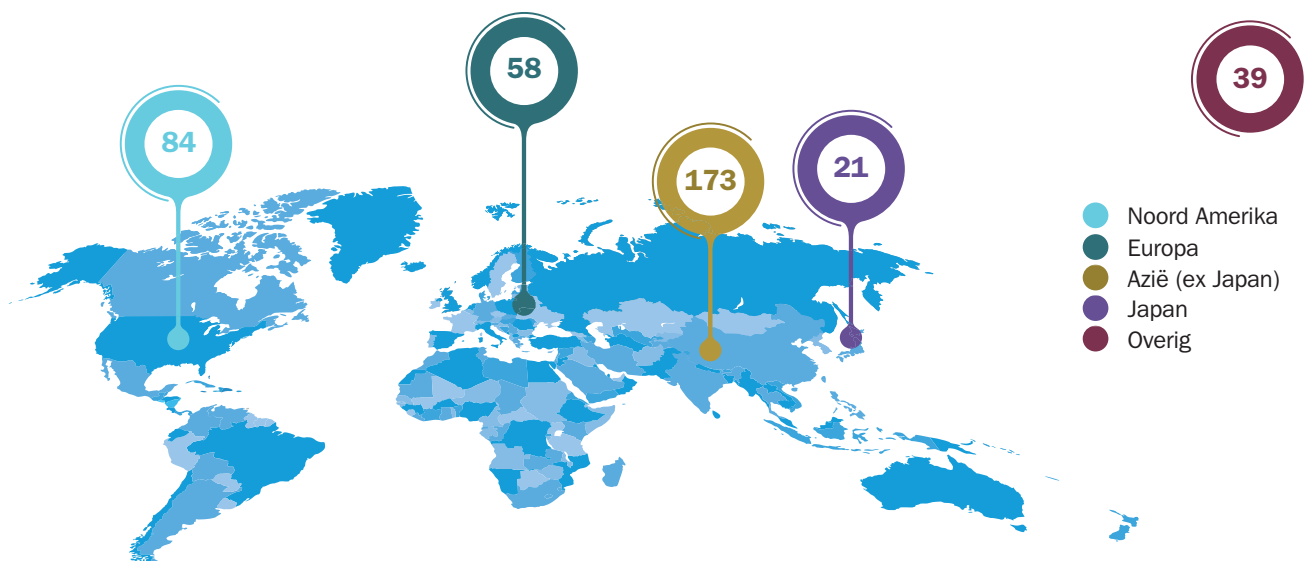 58
39
84
173
21
Noord Amerika
Europa
Azië (ex Japan)
Japan
Overig